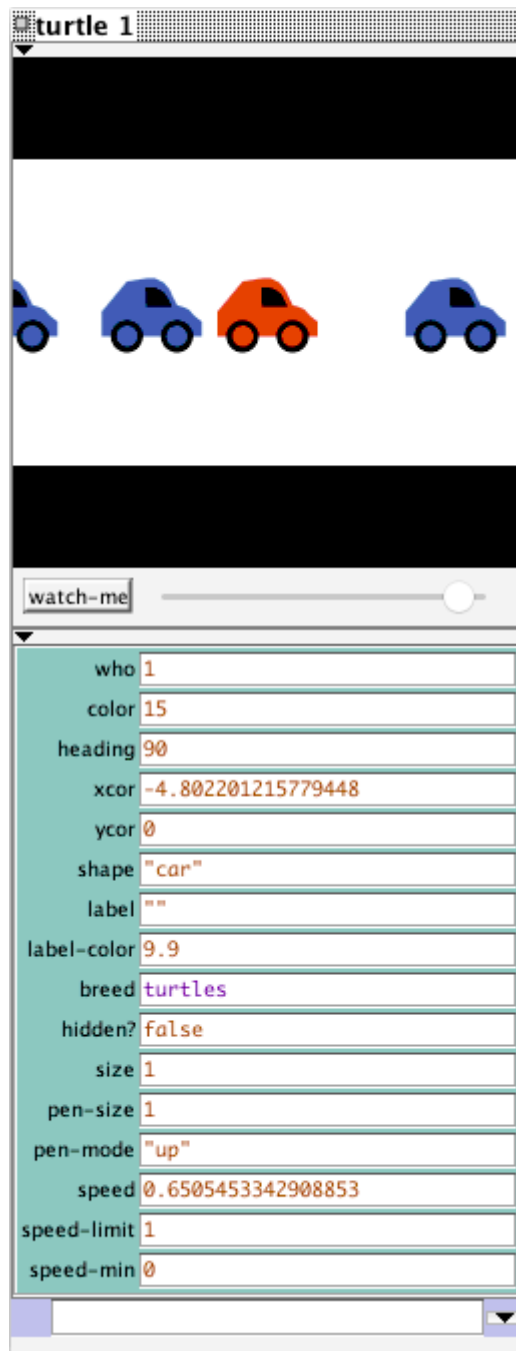 turtle 1
watch-me
who 1
color 15
heading 90
xcor -4.802201215779448
ycor 0
shape "car"
label ""
label-color 9.9
breed turtles
hidden? false
size 1
pen-size 1
pen-mode "up"
speed 0.6505453342908853
speed-limit 1
speed-min 0